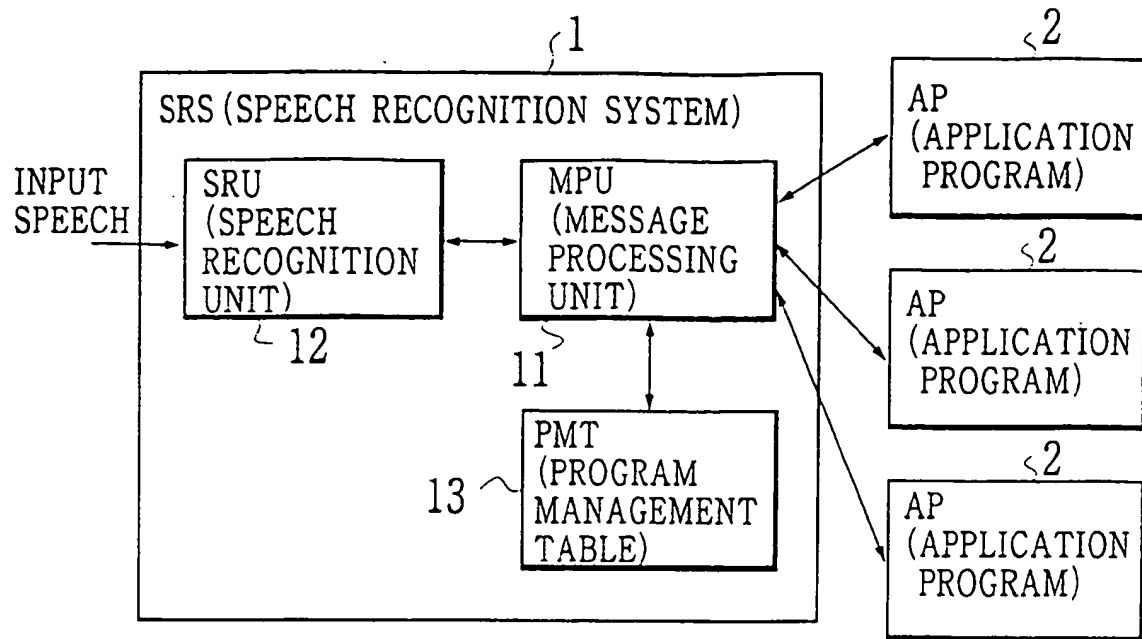 1
SRS (SPEECH RECOGNITION SYSTEM)
INPUT
SPEECH
SRU
(SPEECH
RECOGNITION
UNIT)
12
MPU
(MESSAGE
PROCESSING
UNIT)
11
PMT
(PROGRAM
MANAGEMENT
TABLE)
13
2
AP
(APPLICATION
PROGRAM)
2
AP
(APPLICATION
PROGRAM)
2
AP
(APPLICATION
PROGRAM)